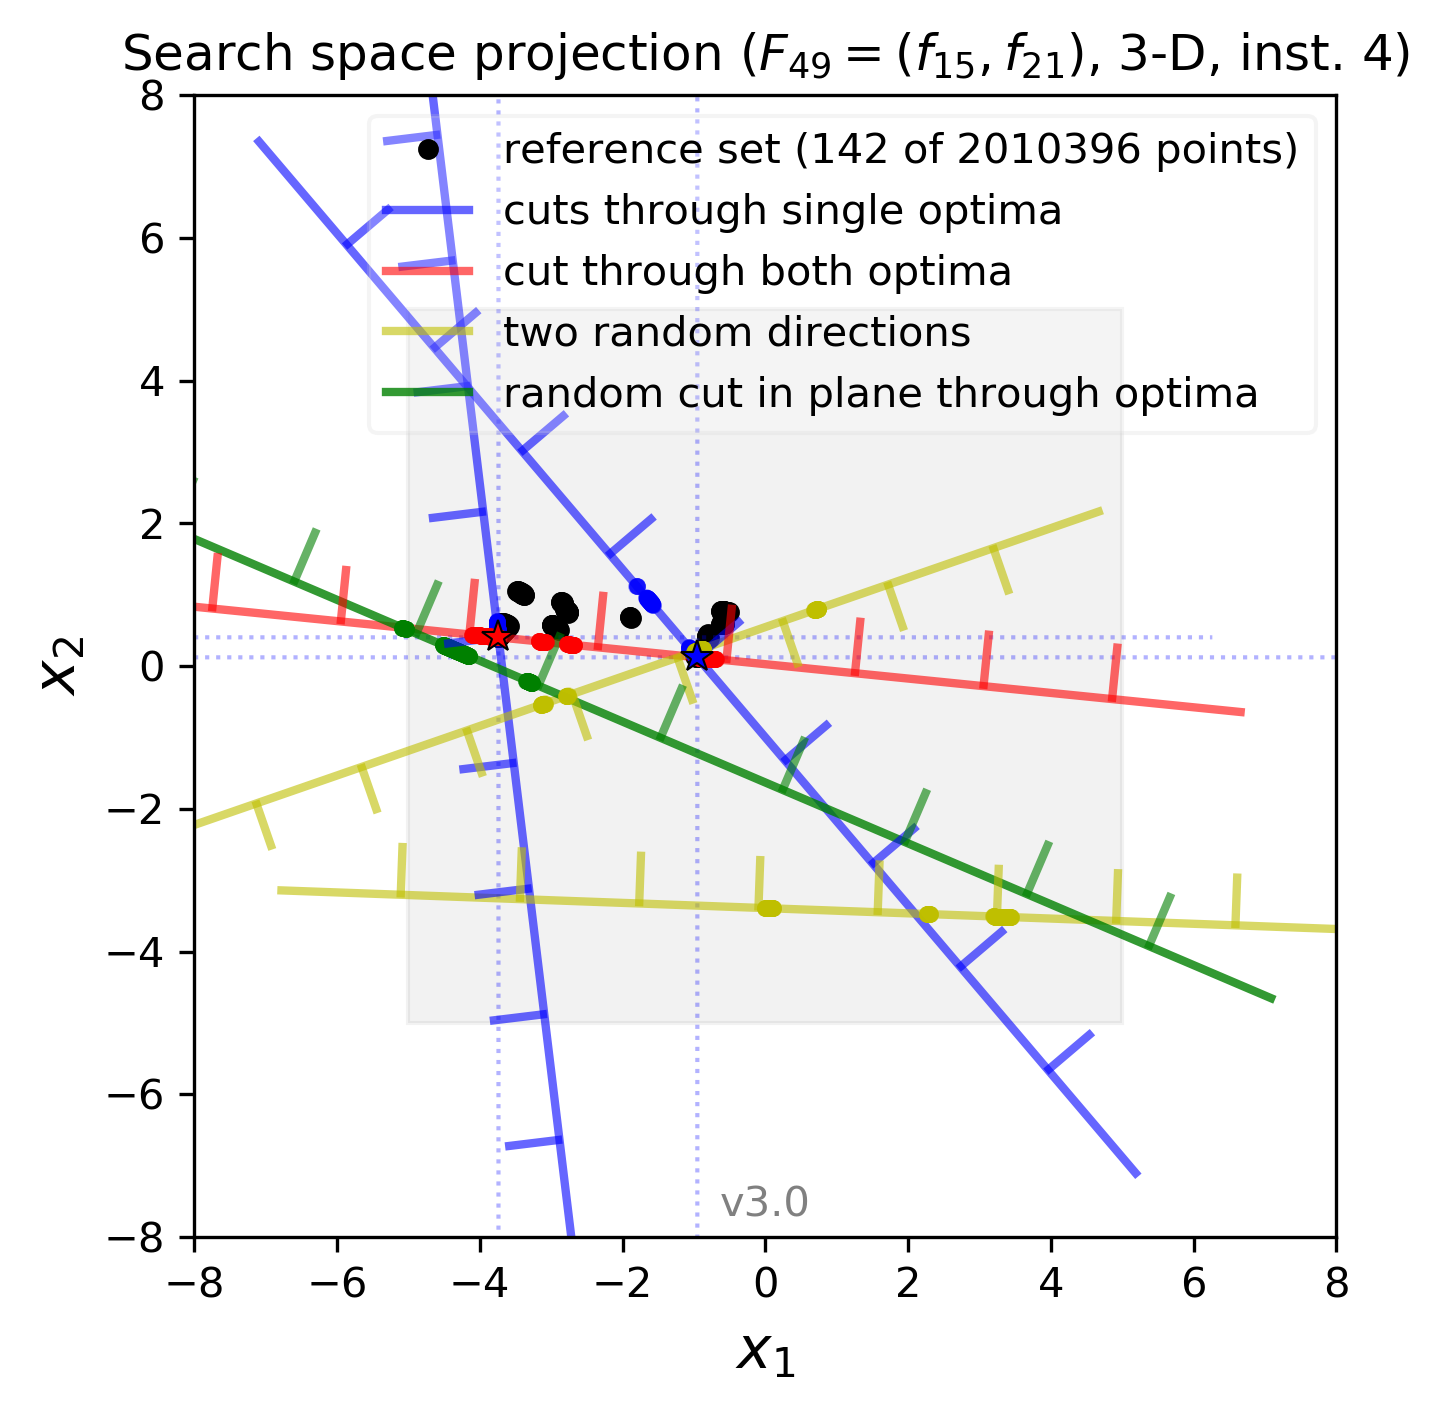 Search space projection (F₄₉ = (f₁₅, f₂₁), 3-D, inst. 4)
reference set (142 of 2010396 points)
cuts through single optima
cut through both optima
two random directions
random cut in plane through optima
8
6
4
2
0
−2
−4
−6
−8
x₂
v3.0
−8 −6 −4 −2 0 2 4 6 8
x₁